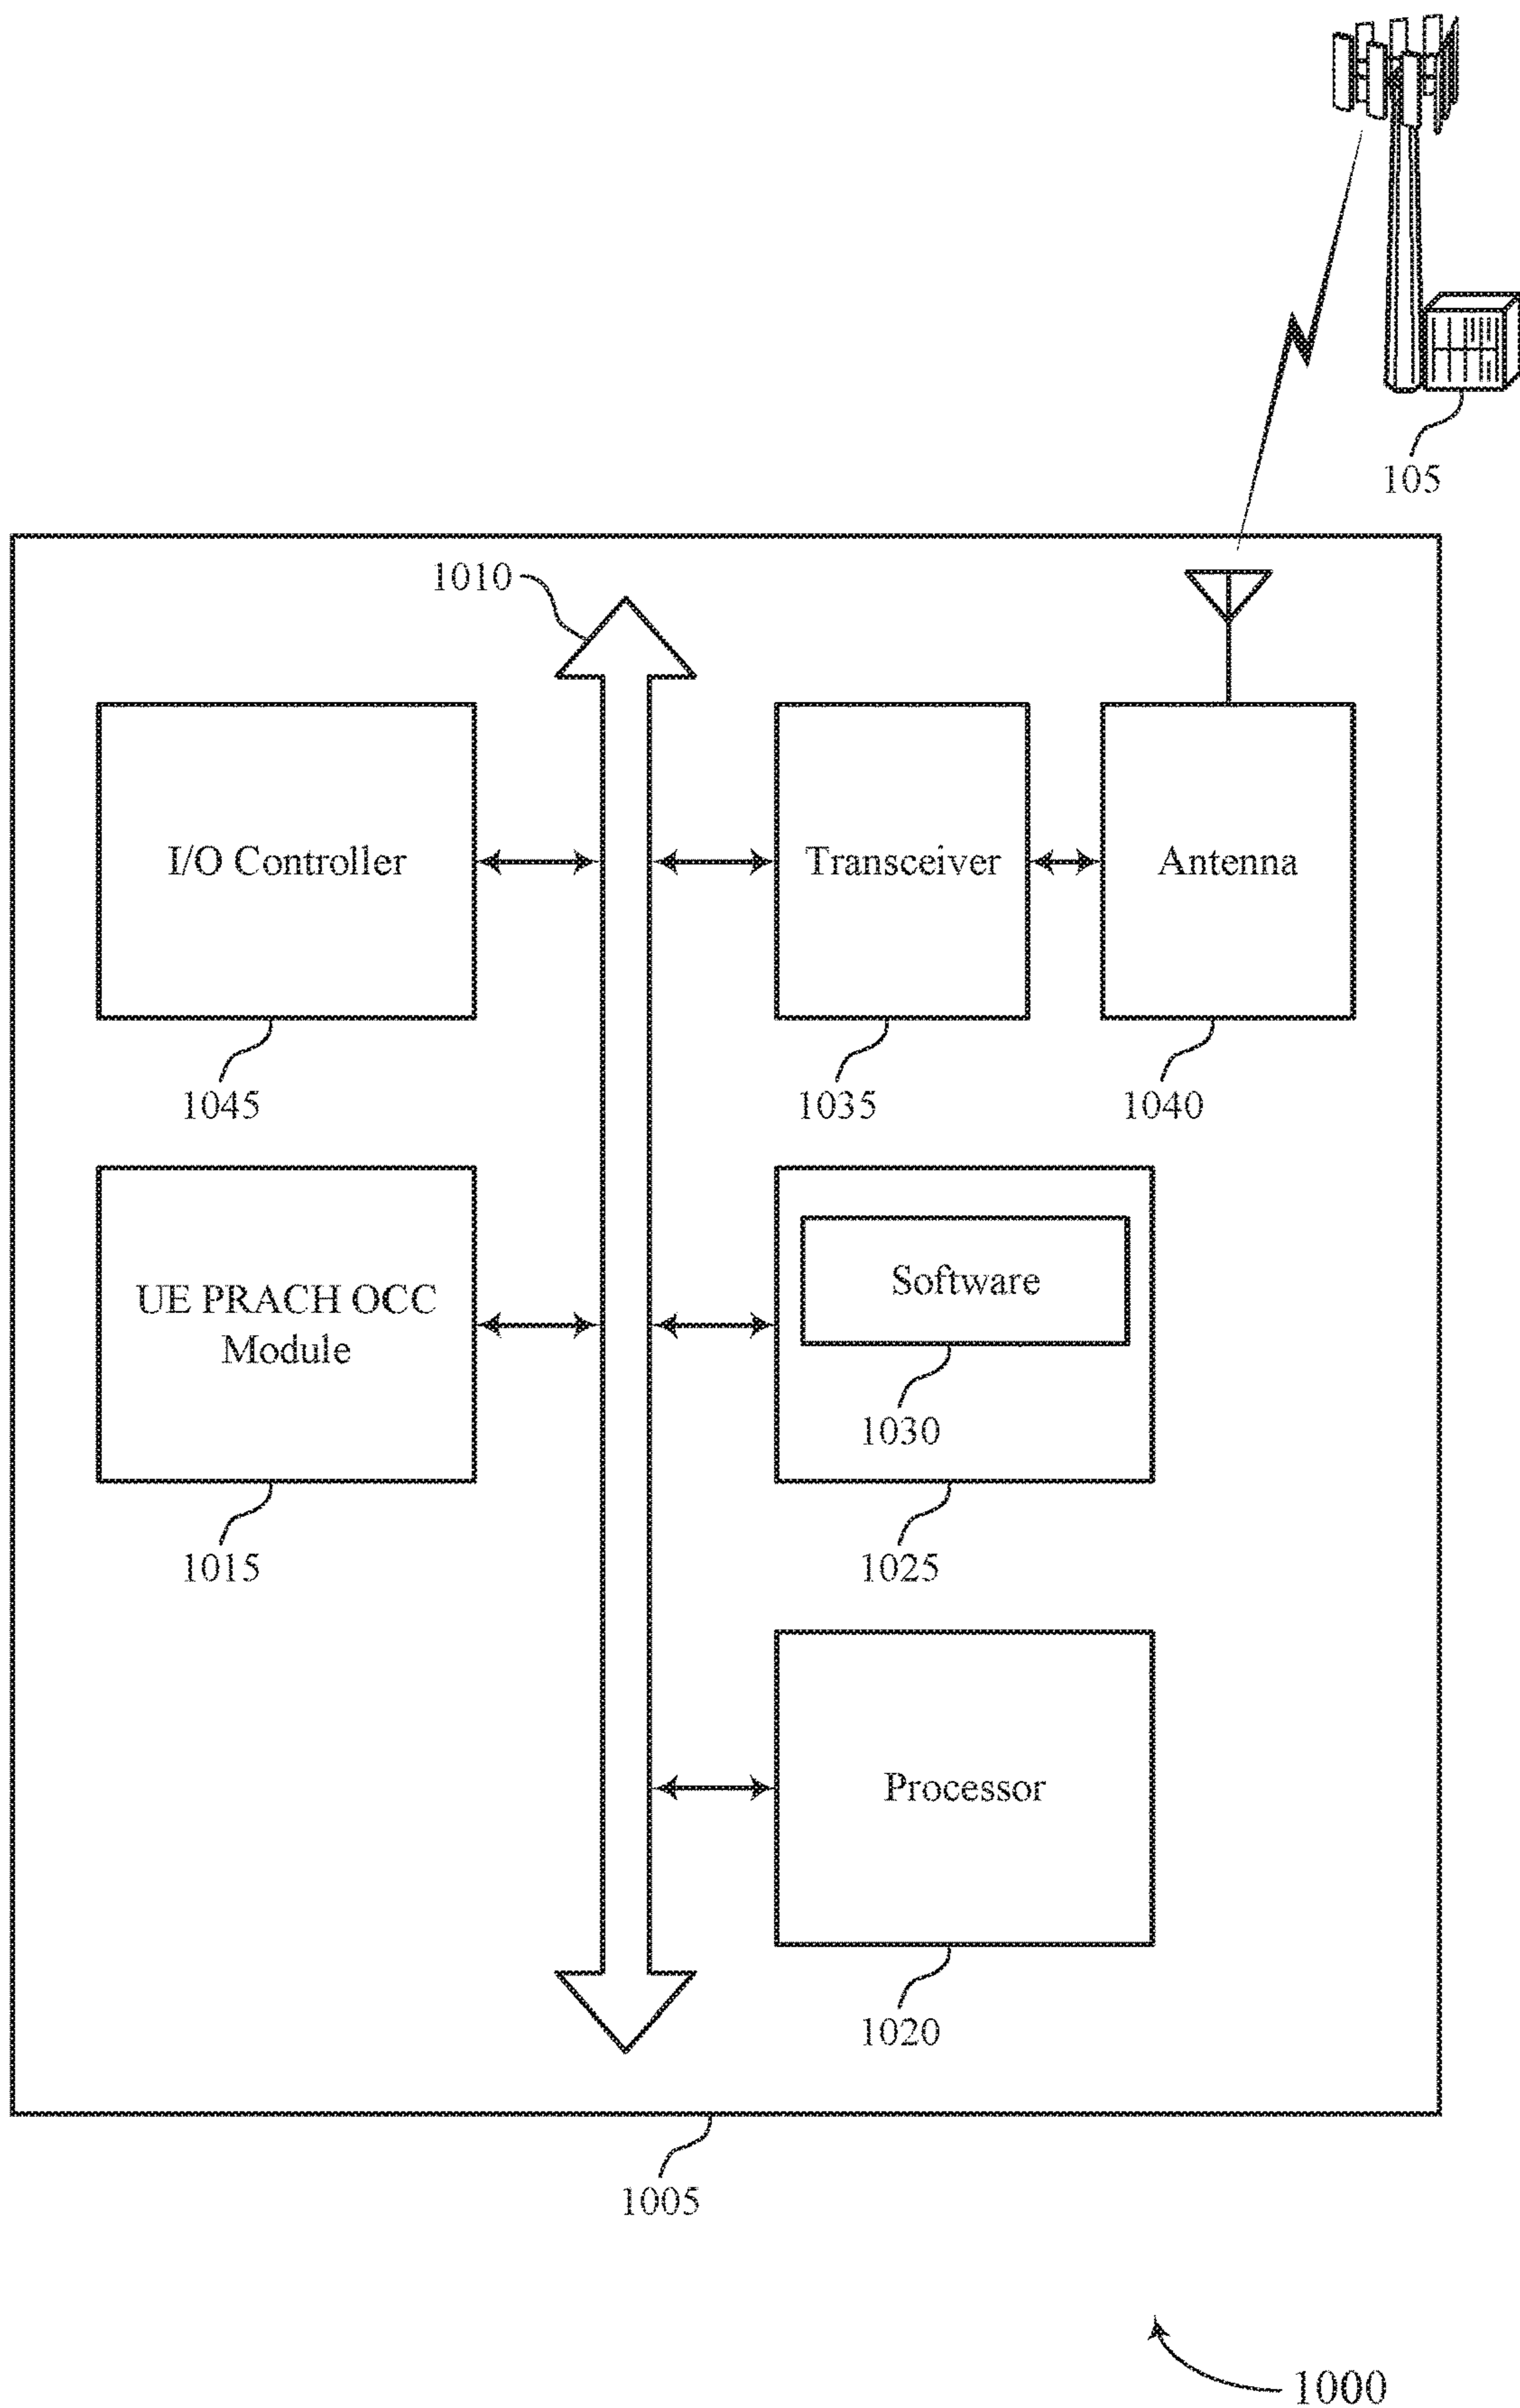 105
1010
I/O Controller
Transceiver
Antenna
1045
1035
1040
UE PRACH OCC
Module
Software
1030
1015
1025
Processor
1020
1005
1000